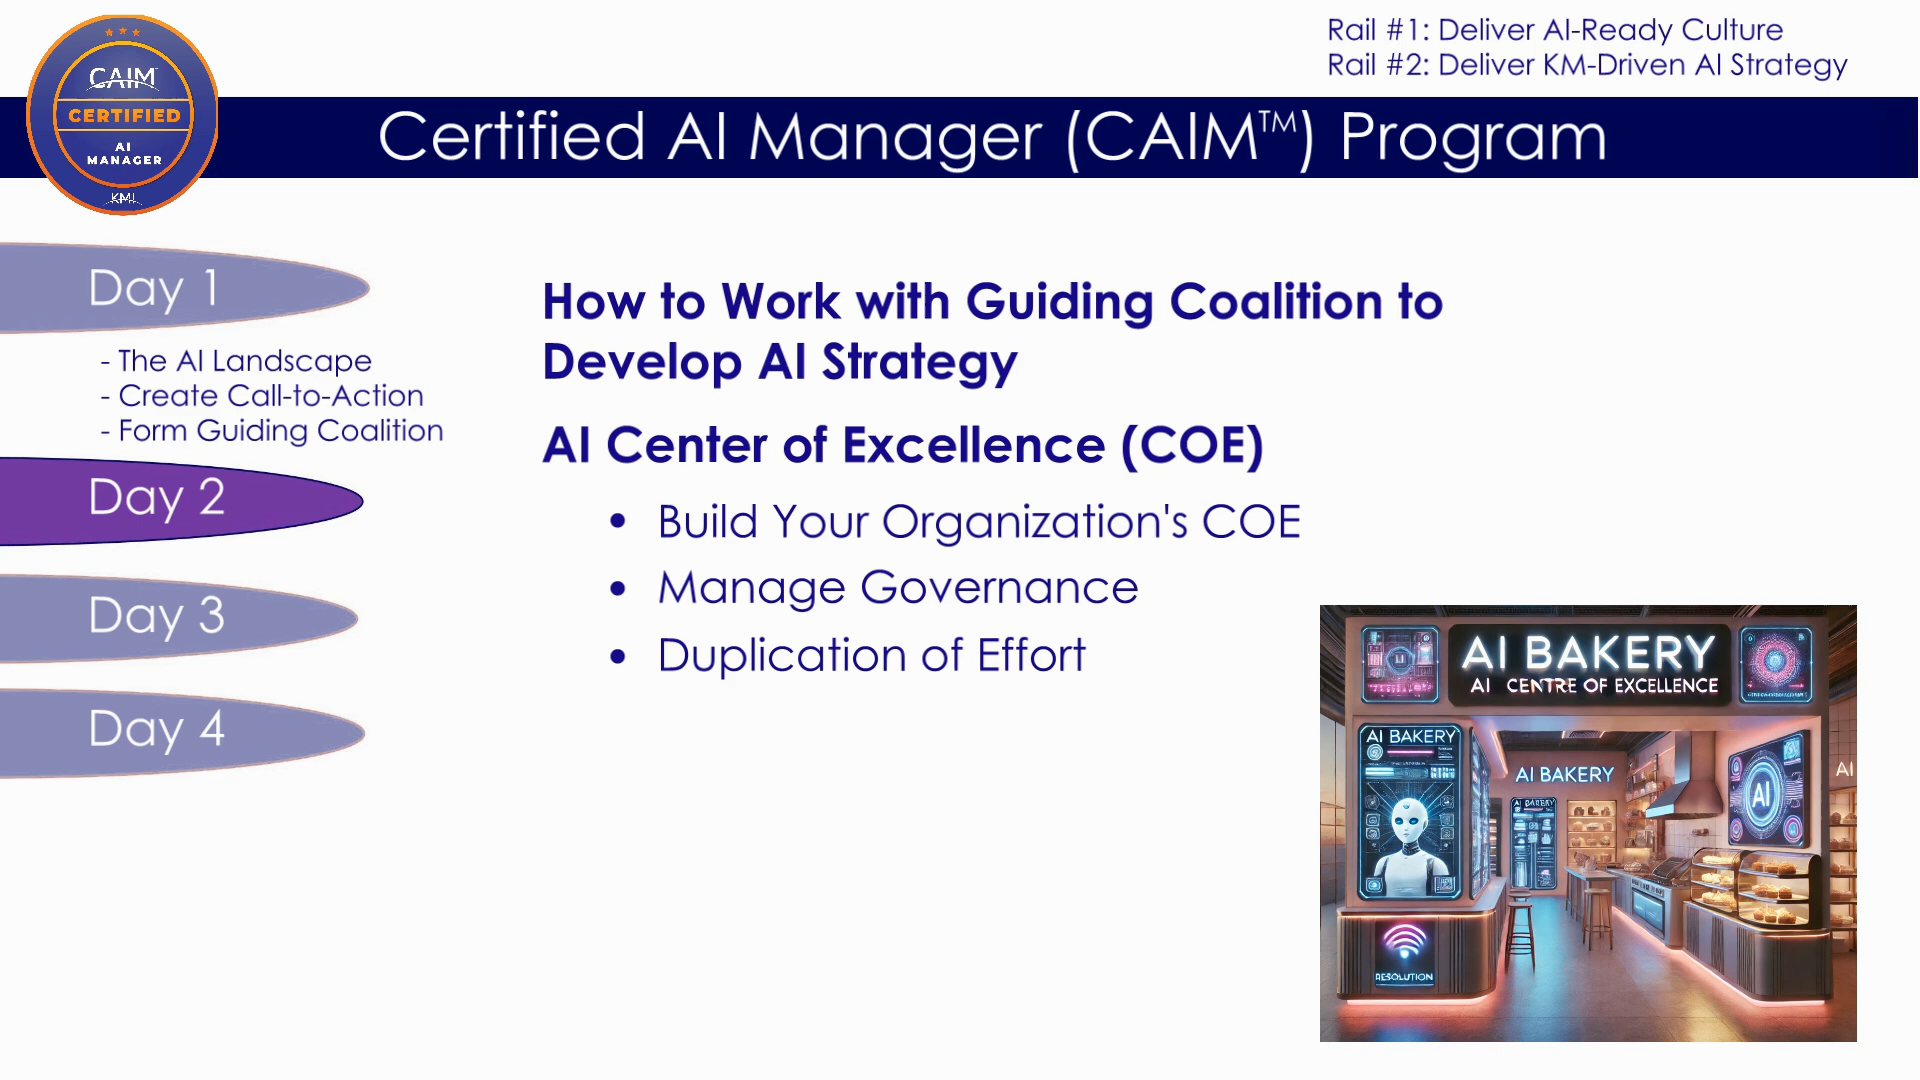 Rail #1: Deliver AI-Ready Culture
Rail #2: Deliver KM-Driven AI Strategy
CAIM
CERTIFIED
AI
MANAGER
KMI
Certified AI Manager (CAIM™) Program
Day 1
- The AI Landscape
- Create Call-to-Action
- Form Guiding Coalition
Day 2
Day 3
Day 4
How to Work with Guiding Coalition to
Develop AI Strategy
AI Center of Excellence (COE)
• Build Your Organization's COE
• Manage Governance
• Duplication of Effort
AI BAKERY
AI CENTRE OF EXCELLENCE
AI BAKERY
AI BAKERY
AI BAKERY
AI
AI
RESOLUTION